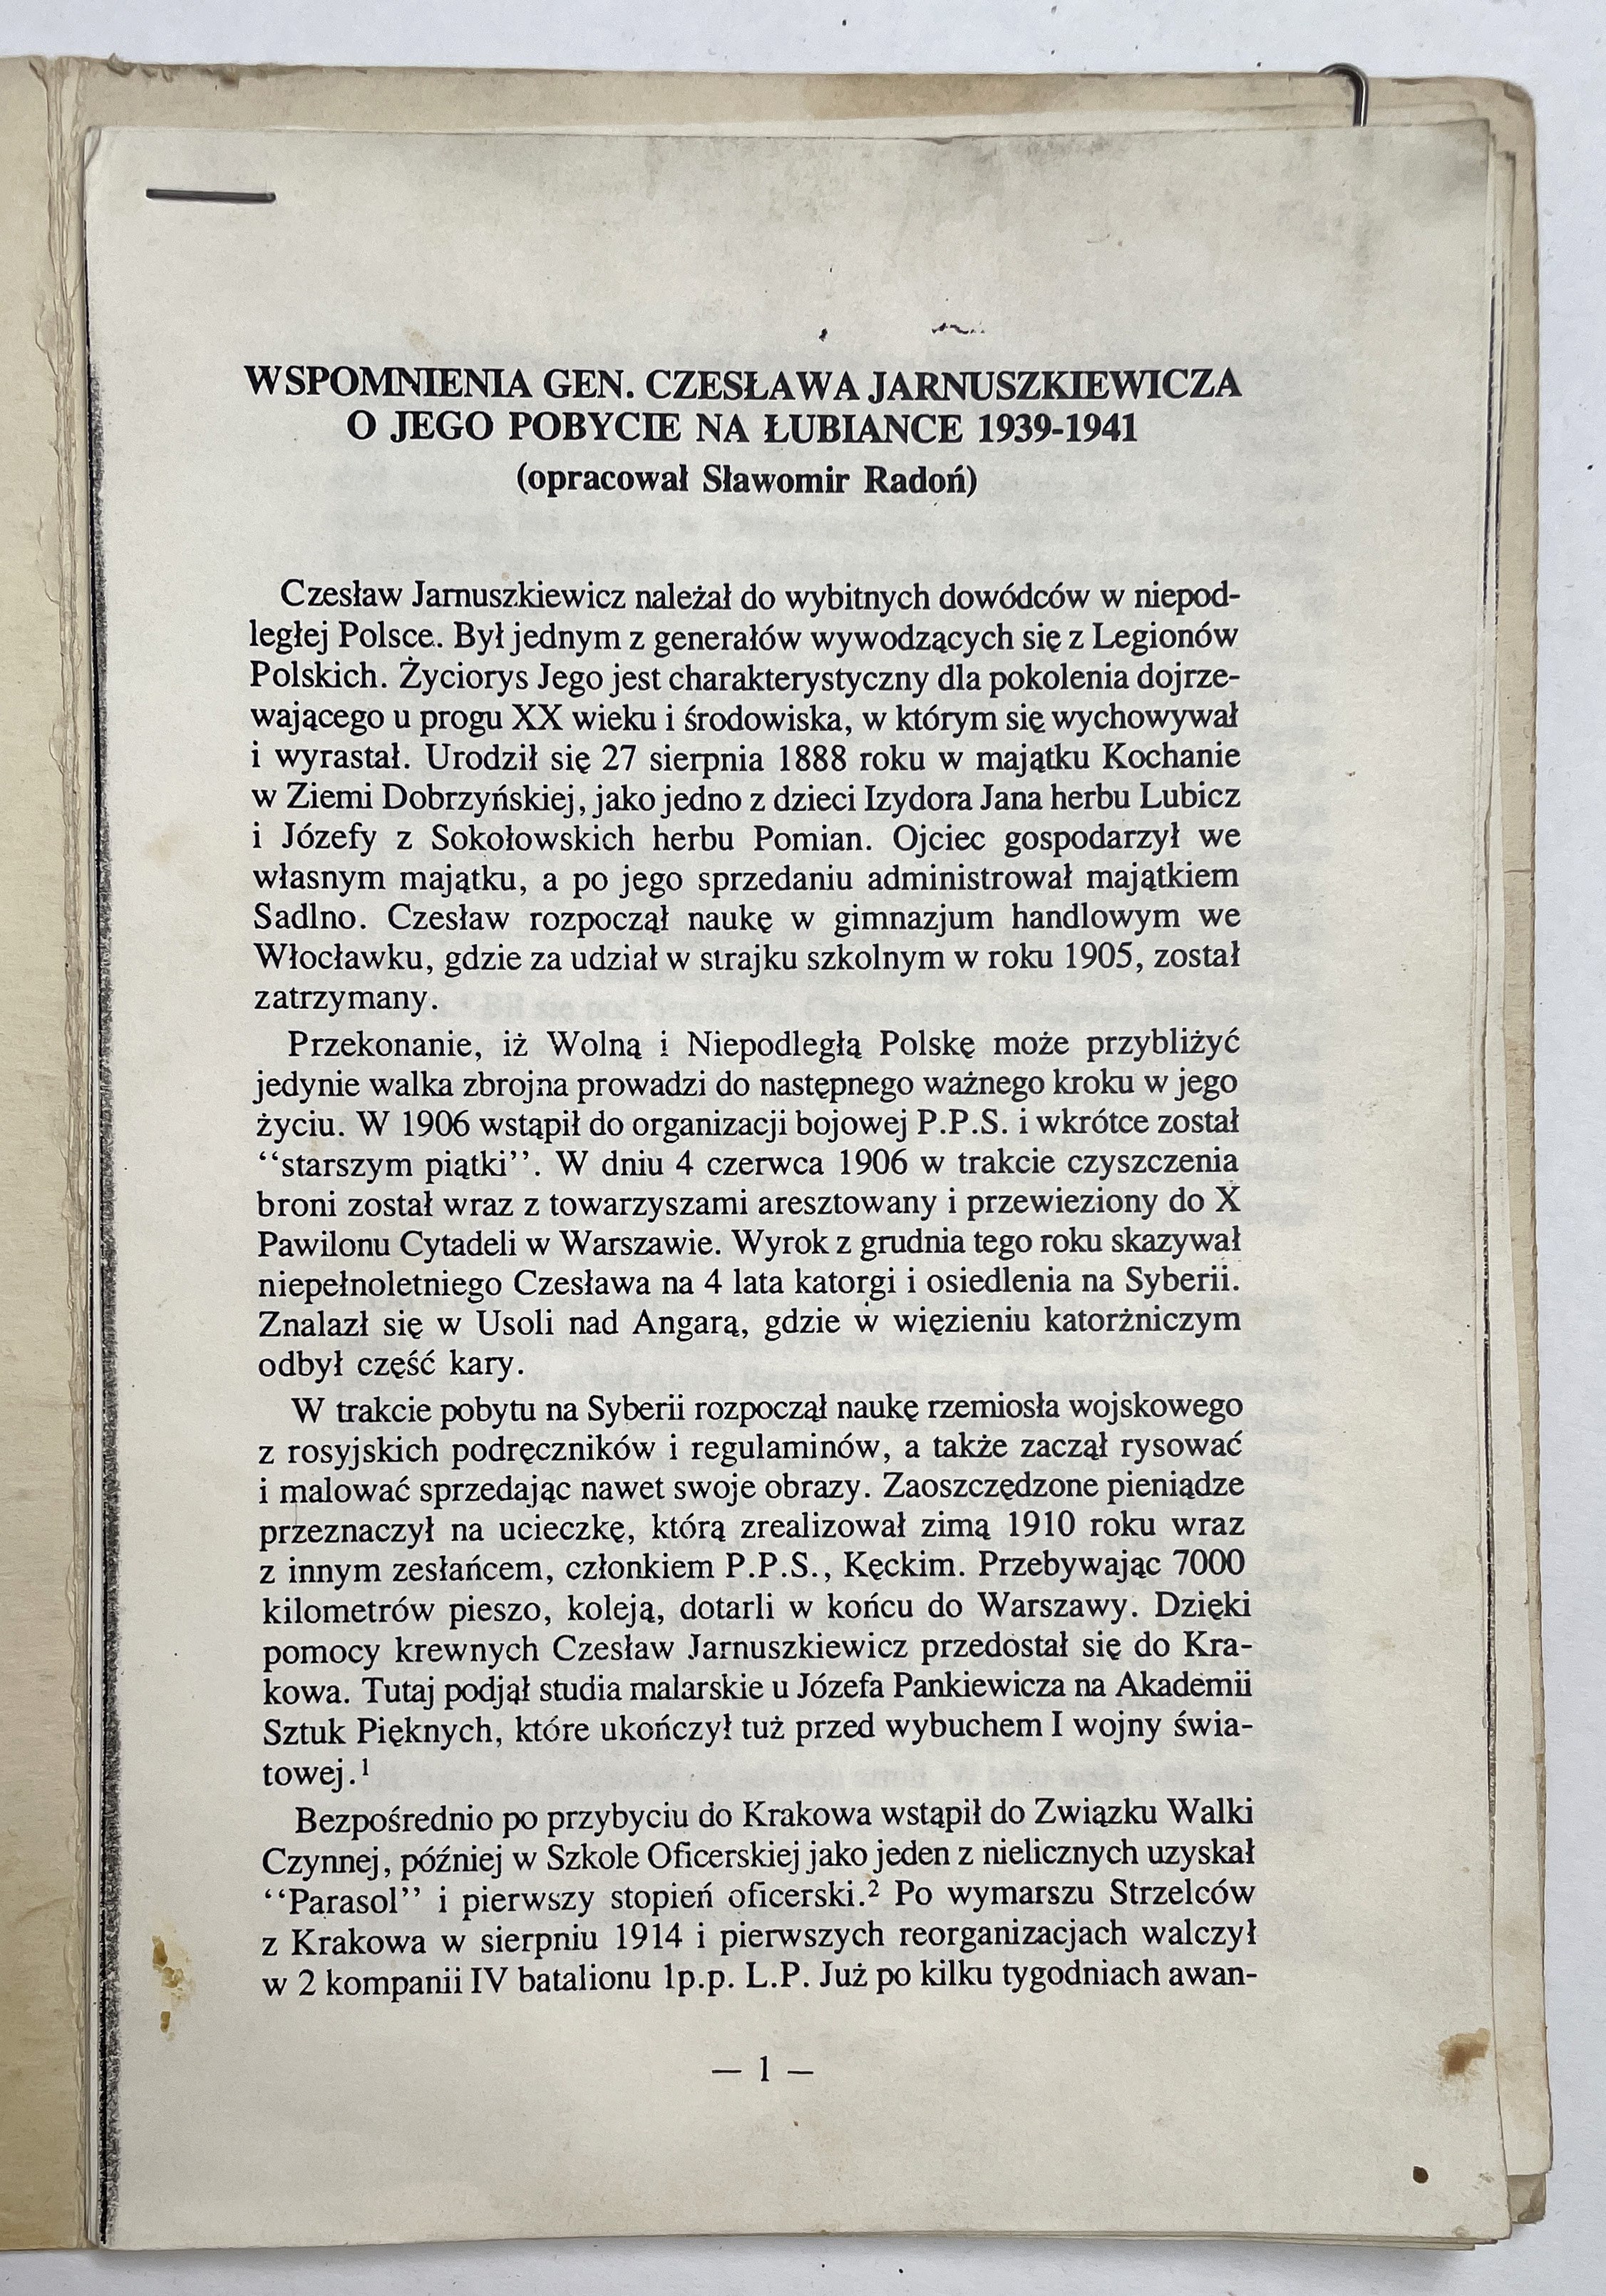 WSPOMNIENIA GEN. CZESŁAWA JARNUSZKIEWICZA
O JEGO POBYCIE NA ŁUBIANCE 1939-1941
(opracował Sławomir Radoń)
Czesław Jarnuszkiewicz należał do wybitnych dowódców w niepod-
ległej Polsce. Był jednym z generałów wywodzących się z Legionów
Polskich. Życiorys Jego jest charakterystyczny dla pokolenia dojrze-
wającego u progu XX wieku i środowiska, w którym się wychowywał
i wyrastał. Urodził się 27 sierpnia 1888 roku w majątku Kochanie
w Ziemi Dobrzyńskiej, jako jedno z dzieci Izydora Jana herbu Lubicz
i Józefy z Sokołowskich herbu Pomian. Ojciec gospodarzył we
własnym majątku, a po jego sprzedaniu administrował majątkiem
Sadlno. Czesław rozpoczął naukę w gimnazjum handlowym we
Włocławku, gdzie za udział w strajku szkolnym w roku 1905, został
zatrzymany.
Przekonanie, iż Wolną i Niepodległą Polskę może przybliżyć
jedynie walka zbrojna prowadzi do następnego ważnego kroku w jego
życiu. W 1906 wstąpił do organizacji bojowej P.P.S. i wkrótce został
“starszym piątki”. W dniu 4 czerwca 1906 w trakcie czyszczenia
broni został wraz z towarzyszami aresztowany i przewieziony do X
Pawilonu Cytadeli w Warszawie. Wyrok z grudnia tego roku skazywał
niepełnoletniego Czesława na 4 lata katorgi i osiedlenia na Syberii.
Znalazł się w Usoli nad Angarą, gdzie w więzieniu katorżniczym
odbył część kary.
W trakcie pobytu na Syberii rozpoczął naukę rzemiosła wojskowego
z rosyjskich podręczników i regulaminów, a także zaczął rysować
i malować sprzedając nawet swoje obrazy. Zaoszczędzone pieniądze
przeznaczył na ucieczkę, którą zrealizował zimą 1910 roku wraz
z innym zesłańcem, członkiem P.P.S., Kęckim. Przebywając 7000
kilometrów pieszo, koleją, dotarli w końcu do Warszawy. Dzięki
pomocy krewnych Czesław Jarnuszkiewicz przedostał się do Kra-
kowa. Tutaj podjął studia malarskie u Józefa Pankiewicza na Akademii
Sztuk Pięknych, które ukończył tuż przed wybuchem I wojny świa-
towej.¹
Bezpośrednio po przybyciu do Krakowa wstąpił do Związku Walki
Czynnej, później w Szkole Oficerskiej jako jeden z nielicznych uzyskał
“Parasol” i pierwszy stopień oficerski.² Po wymarszu Strzelców
z Krakowa w sierpniu 1914 i pierwszych reorganizacjach walczył
w 2 kompanii IV batalionu 1p.p. L.P. Już po kilku tygodniach awan-
— 1 —